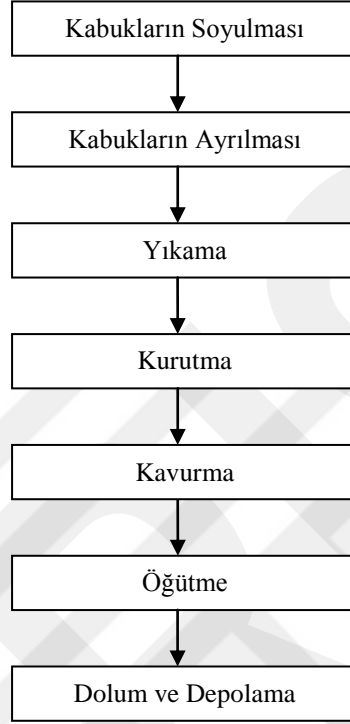 Kabukların Soyulması
Kabukların Ayrılması
Yıkama
Kurutma
Kavurma
Öğütme
Dolum ve Depolama